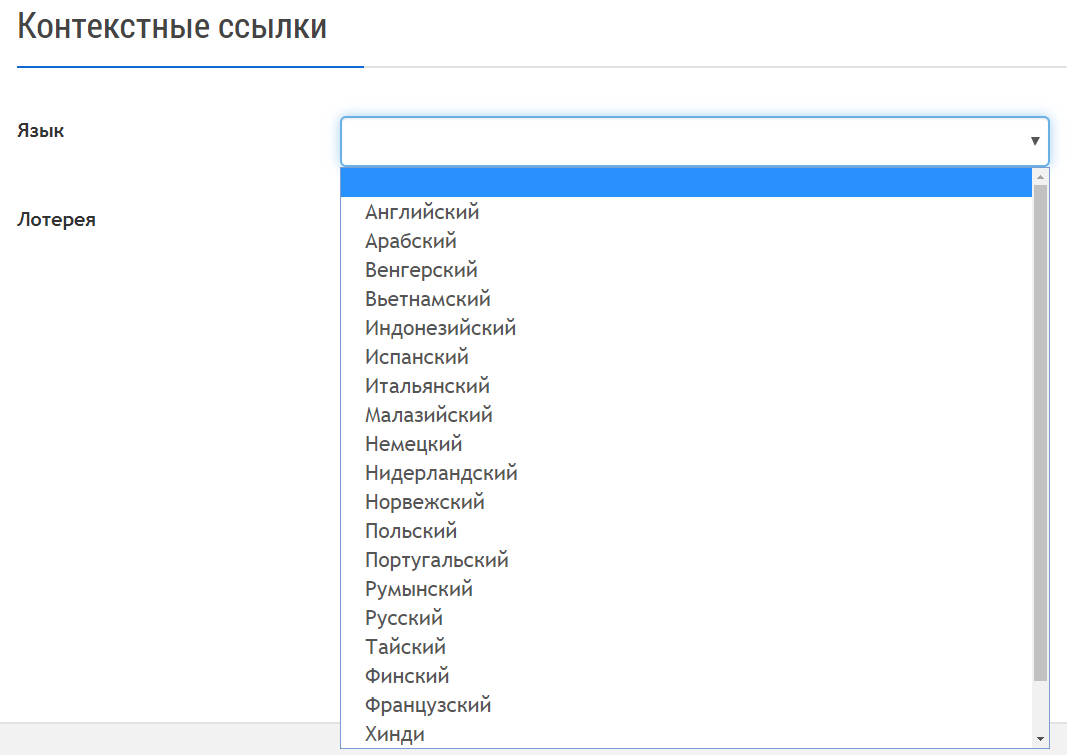 Контекстные ссылки
Язык
Лотерея
Английский
Арабский
Венгерский
Вьетнамский
Индонезийский
Испанский
Итальянский
Малазийский
Немецкий
Нидерландский
Норвежский
Польский
Португальский
Румынский
Русский
Тайский
Финский
Французский
Хинди